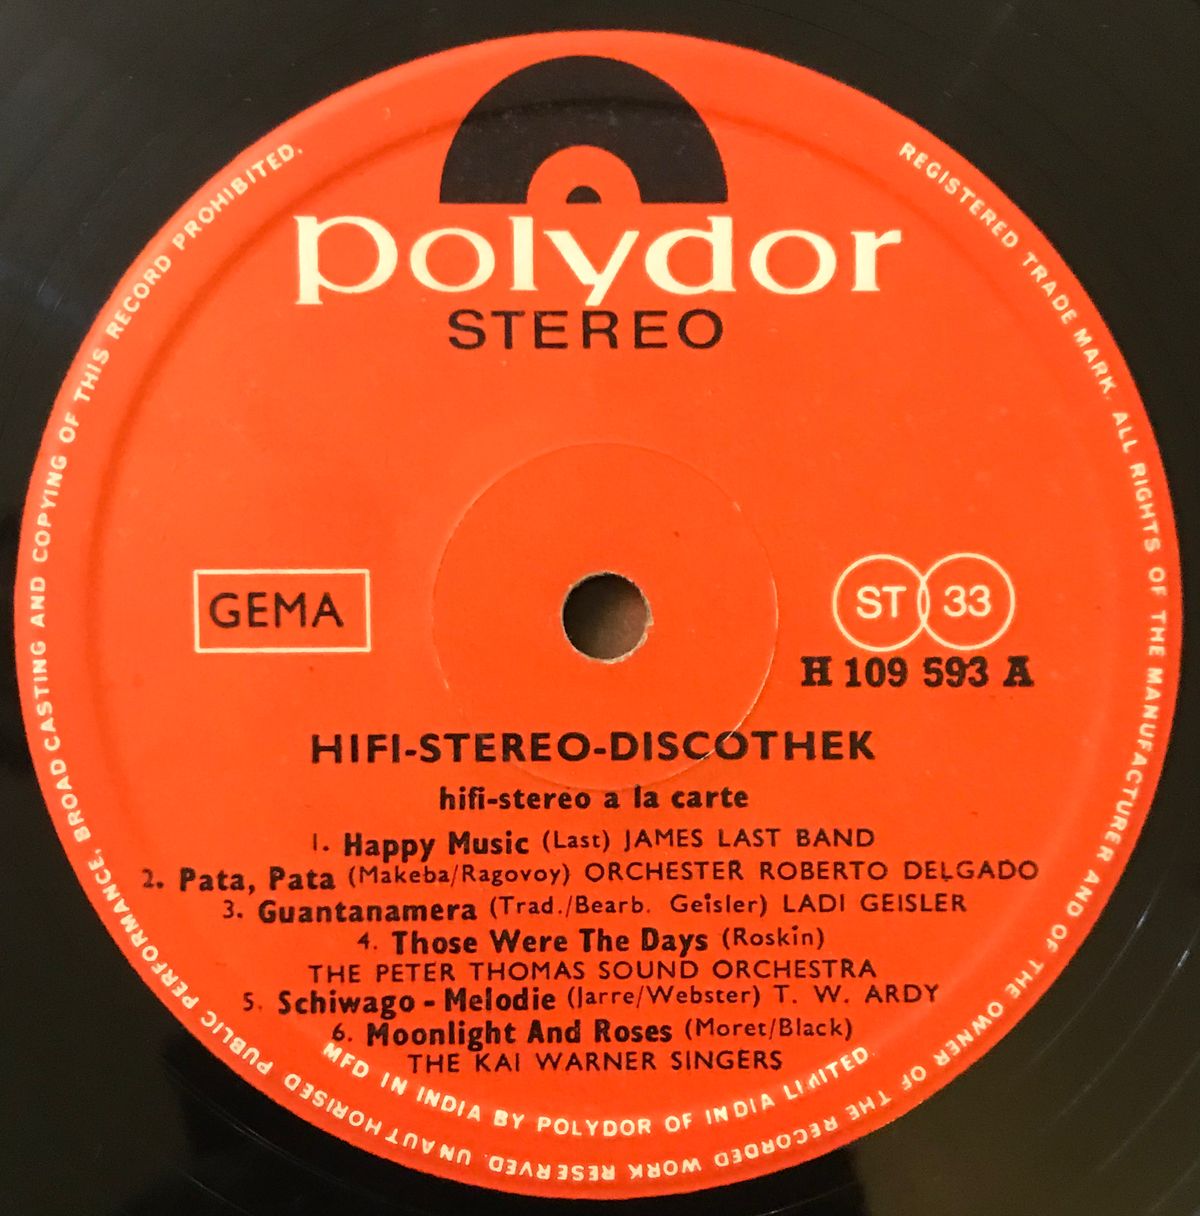 polydor
STEREO
GEMA
ST 33
H 109 593 A
HIFI-STEREO-DISCOTHEK
hifi-stereo a la carte
1. Happy Music (Last) JAMES LAST BAND
2. Pata, Pata (Makeba/Ragovoy) ORCHESTER ROBERTO DELGADO
3. Guantanamera (Trad./Bearb. Geisler) LADI GEISLER
4. Those Were The Days (Roskin)
THE PETER THOMAS SOUND ORCHESTRA
5. Schiwago - Melodie (Jarre/Webster) T. W. ARDY
6. Moonlight And Roses (Moret/Black)
THE KAI WARNER SINGERS
MFD IN INDIA BY POLYDOR OF INDIA LIMITED
REGISTERED TRADE MARK. ALL RIGHTS OF THE MANUFACTURER AND OF THE OWNER OF THE RECORDED WORK RESERVED. UNAUTHORISED PUBLIC PERFORMANCE, BROADCASTING AND COPYING OF THIS RECORD PROHIBITED.